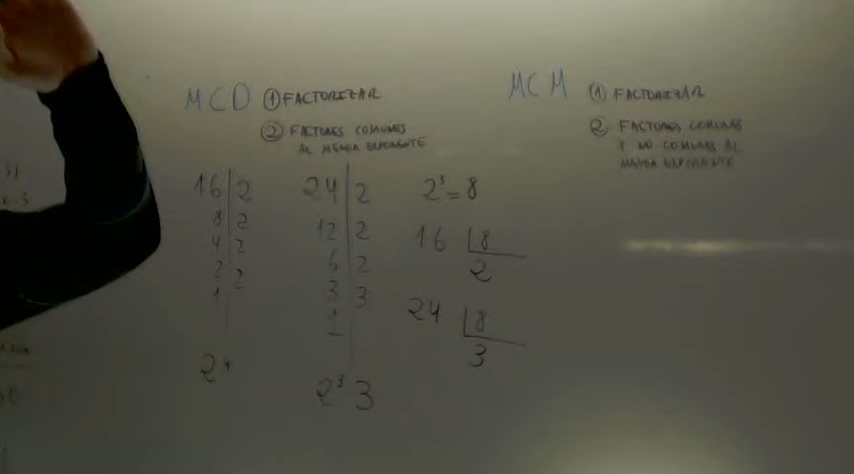 MCD ① FACTORIZAR
② FACTORES COMUNES
AL MENOR EXPONENTE
16 | 2
8 | 2
4 | 2
2 | 2
1
2⁴
24 | 2
12 | 2
6 | 2
3 | 3
1
2³ 3
2³ = 8
16 | 8
2
24 | 8
3
MCM ① FACTORIZAR
② FACTORES COMUNES
Y NO COMUNES AL
MAYOR EXPONENTE